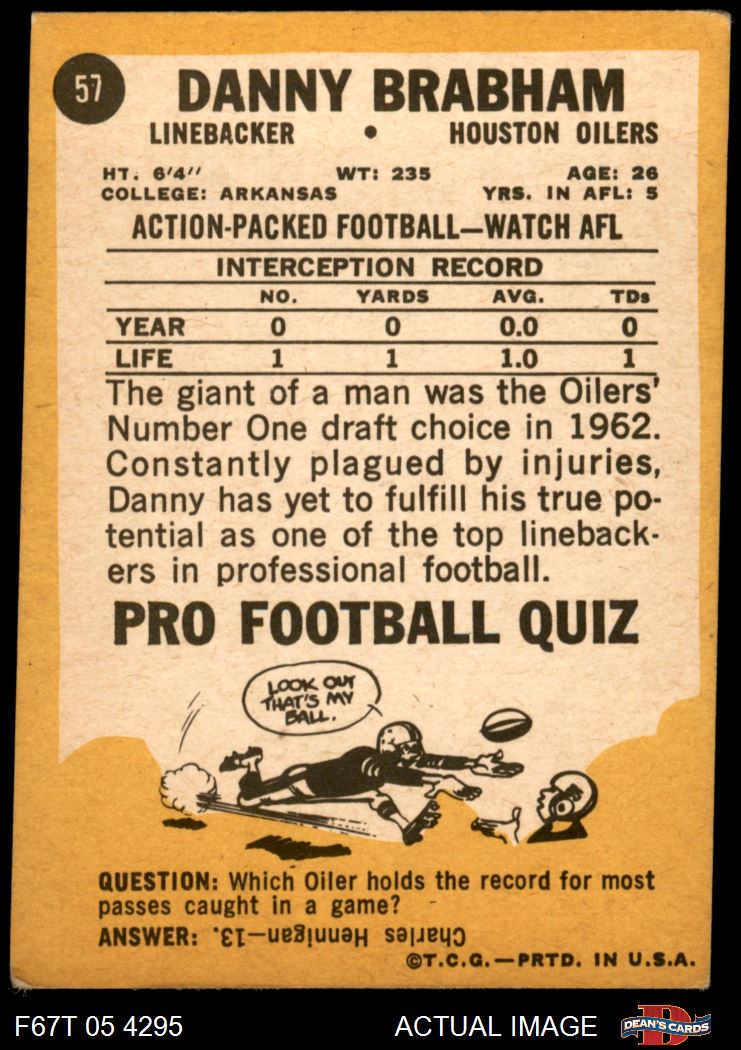 57
DANNY BRABHAM
LINEBACKER • HOUSTON OILERS
HT. 6'4" WT: 235 AGE: 26
COLLEGE: ARKANSAS YRS. IN AFL: 5
ACTION-PACKED FOOTBALL—WATCH AFL
INTERCEPTION RECORD
NO. YARDS AVG. TDs
YEAR 0 0 0.0 0
LIFE 1 1 1.0 1
The giant of a man was the Oilers'
Number One draft choice in 1962.
Constantly plagued by injuries,
Danny has yet to fulfill his true po-
tential as one of the top lineback-
ers in professional football.
PRO FOOTBALL QUIZ
LOOK OUT
THAT'S MY
BALL.
QUESTION: Which Oiler holds the record for most
passes caught in a game?
ANSWER: Charles Hennigan—13.
©T.C.G.—PRTD. IN U.S.A.
F67T 05 4295 ACTUAL IMAGE D DEAN'S CARDS